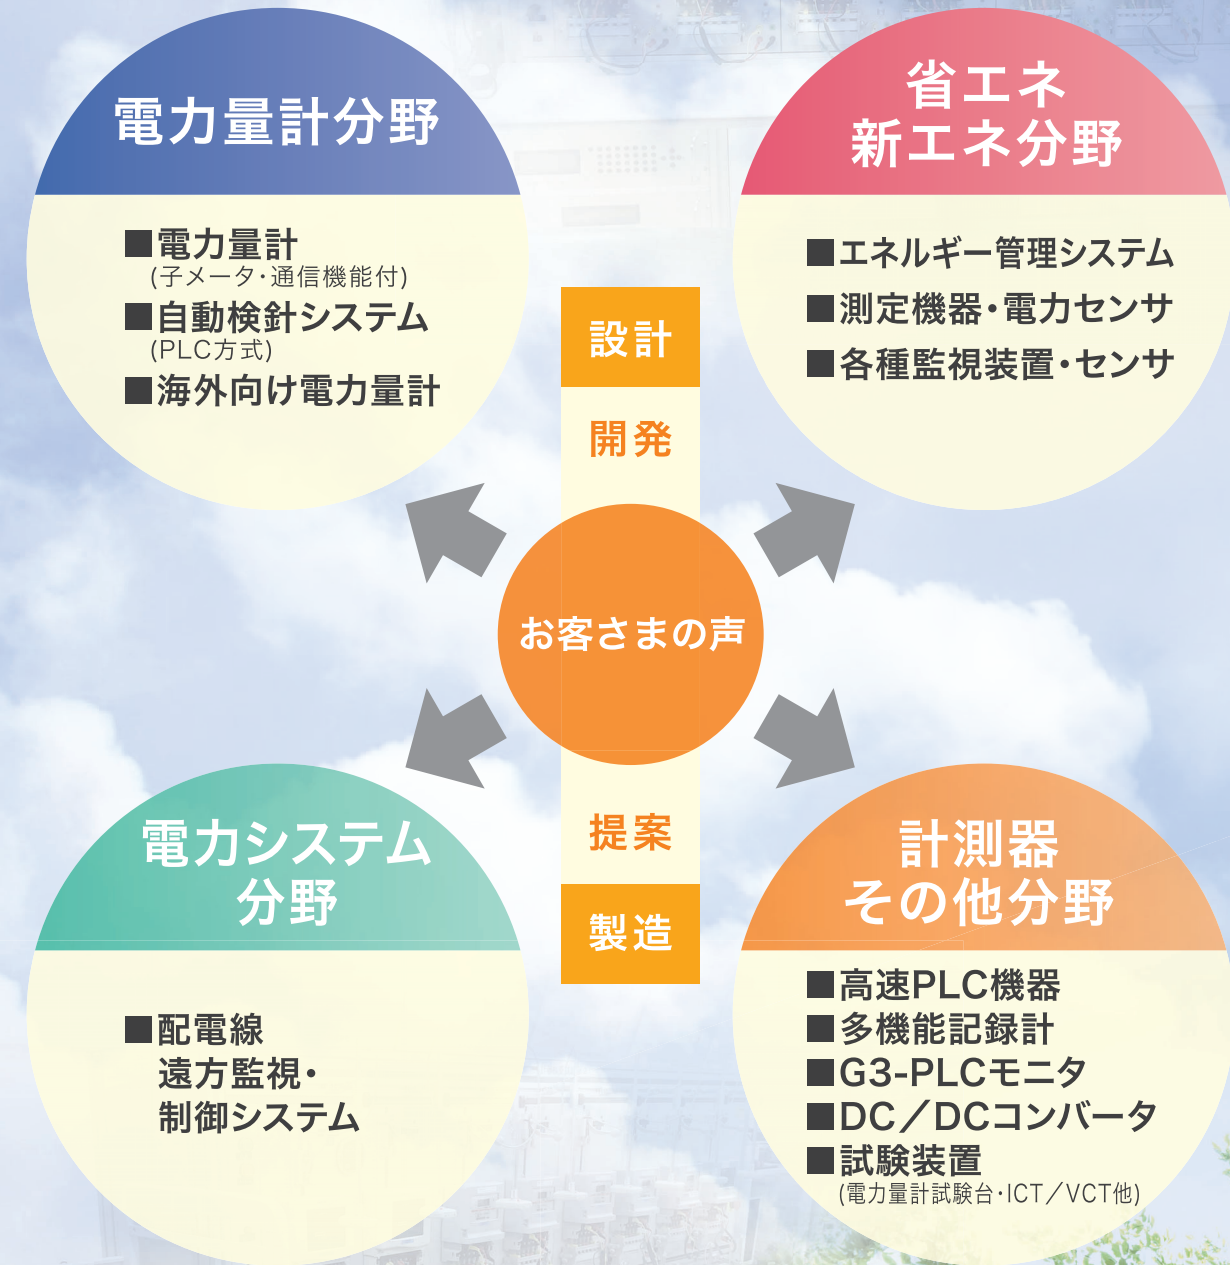 電力量計分野
■電力量計
(子メータ・通信機能付)
■自動検針システム
(PLC方式)
■海外向け電力量計
省エネ
新エネ分野
■エネルギー管理システム
■測定機器・電力センサ
■各種監視装置・センサ
設計
開発
お客さまの声
提案
製造
電力システム
分野
■配電線
遠方監視・
制御システム
計測器
その他分野
■高速PLC機器
■多機能記録計
■G3-PLCモニタ
■DC／DCコンバータ
■試験装置
(電力量計試験台・ICT／VCT他)